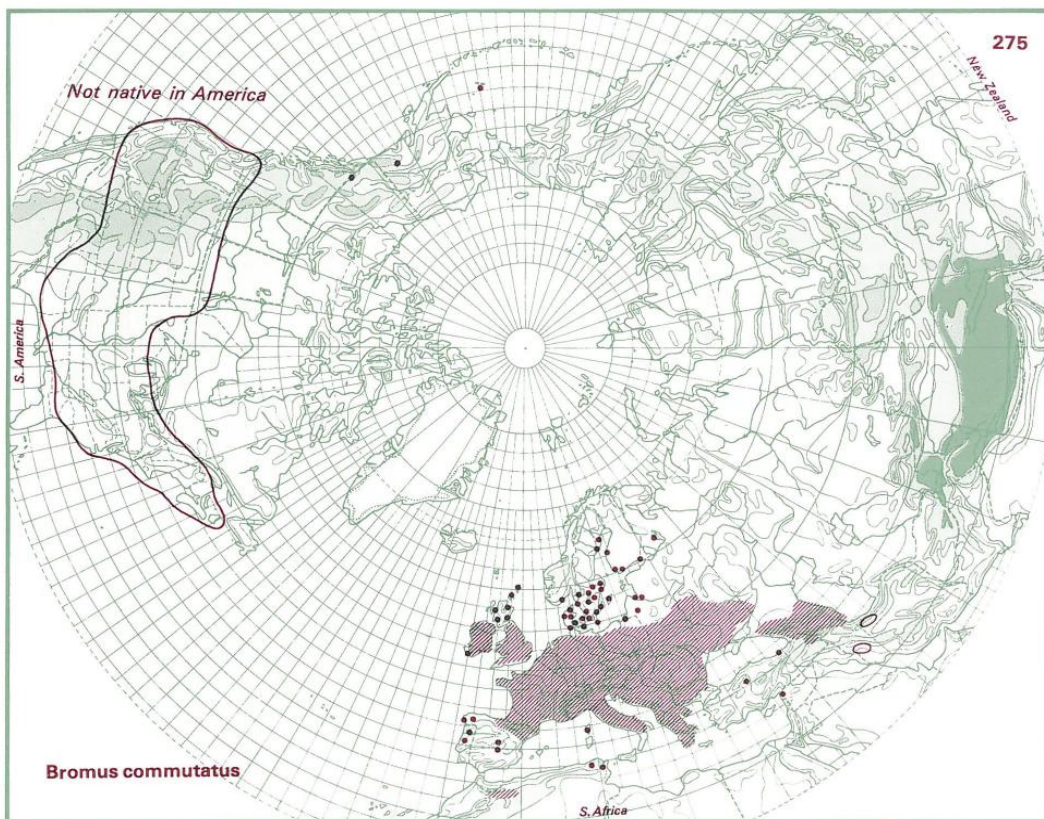 275
Not native in America
New Zealand
S. America
Bromus commutatus
S. Africa